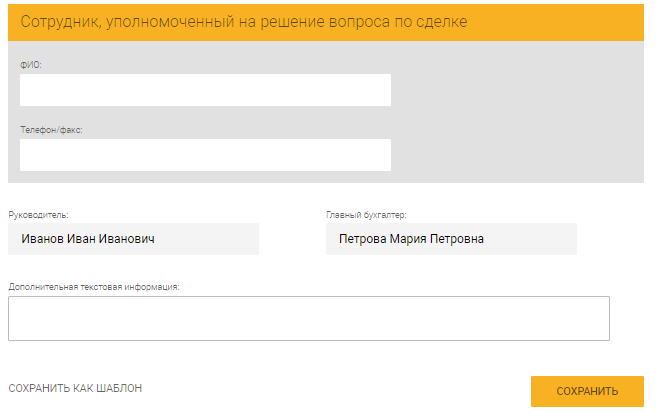 Сотрудник, уполномоченный на решение вопроса по сделке
ФИО:
Телефон/факс:
Руководитель:
Главный бухгалтер:
Иванов Иван Иванович
Петрова Мария Петровна
Дополнительная текстовая информация:
СОХРАНИТЬ КАК ШАБЛОН
СОХРАНИТЬ